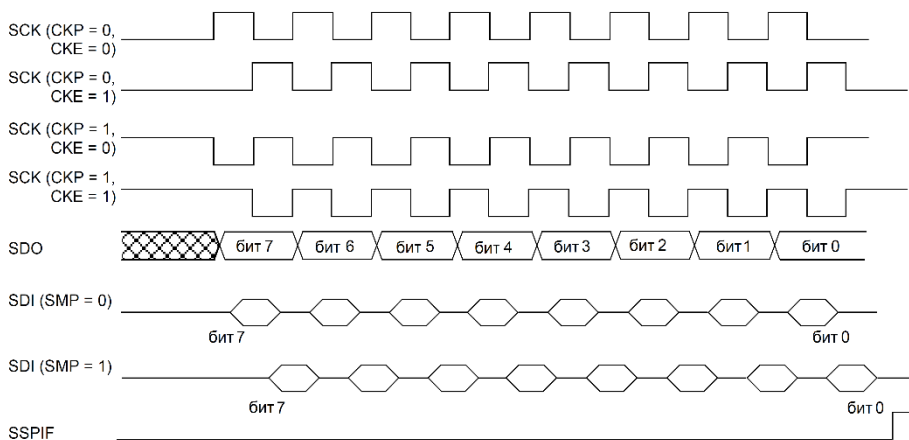 SCK (CKP = 0,
CKE = 0)
SCK (CKP = 0,
CKE = 1)
SCK (CKP = 1,
CKE = 0)
SCK (CKP = 1,
CKE = 1)
SDO бит 7 бит 6 бит 5 бит 4 бит 3 бит 2 бит 1 бит 0
SDI (SMP = 0)
бит 7 бит 0
SDI (SMP = 1)
бит 7 бит 0
SSPIF